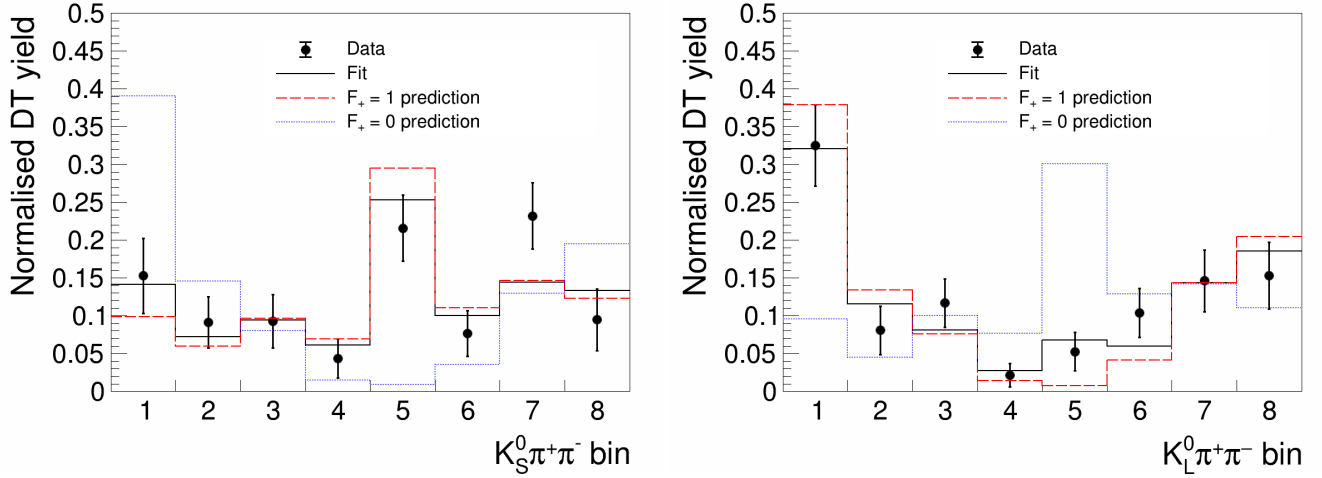 Normalised DT yield
0.5
0.45
0.4
0.35
0.3
0.25
0.2
0.15
0.1
0.05
0
Data
Fit
F₊ = 1 prediction
F₊ = 0 prediction
1 2 3 4 5 6 7 8
K⁰_S π⁺π⁻ bin
Normalised DT yield
0.5
0.45
0.4
0.35
0.3
0.25
0.2
0.15
0.1
0.05
0
Data
Fit
F₊ = 1 prediction
F₊ = 0 prediction
1 2 3 4 5 6 7 8
K⁰_L π⁺π⁻ bin